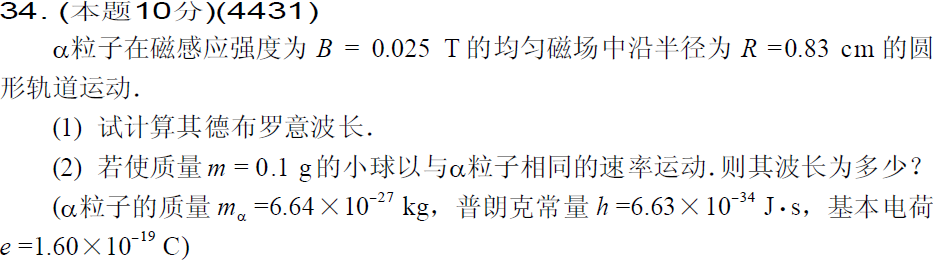 34. (本题10分)(4431)
α粒子在磁感应强度为 B = 0.025 T的均匀磁场中沿半径为 R =0.83 cm 的圆
形轨道运动.
(1) 试计算其德布罗意波长.
(2) 若使质量 m = 0.1 g的小球以与α粒子相同的速率运动.则其波长为多少？
(α粒子的质量 mα =6.64×10⁻²⁷ kg，普朗克常量 h =6.63×10⁻³⁴ J·s，基本电荷
e =1.60×10⁻¹⁹ C)